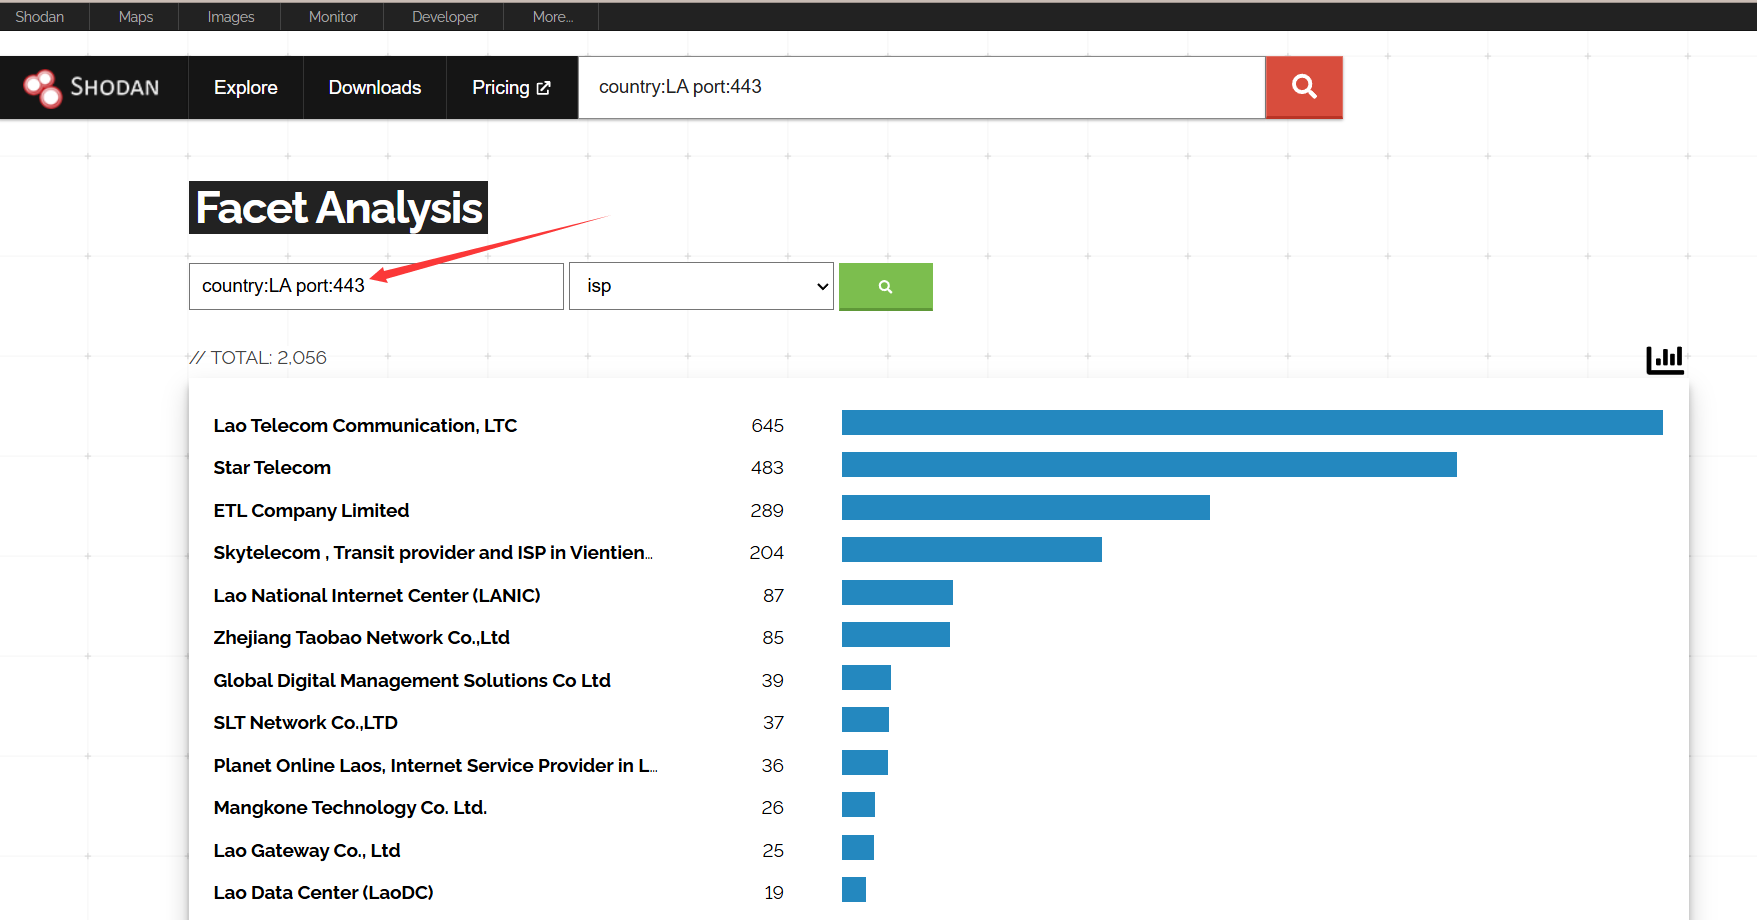 Shodan Maps Images Monitor Developer More...
SHODAN Explore Downloads Pricing country:LA port:443
Facet Analysis
country:LA port:443 isp
// TOTAL: 2,056
Lao Telecom Communication, LTC 645
Star Telecom 483
ETL Company Limited 289
Skytelecom , Transit provider and ISP in Vientien... 204
Lao National Internet Center (LANIC) 87
Zhejiang Taobao Network Co.,Ltd 85
Global Digital Management Solutions Co Ltd 39
SLT Network Co.,LTD 37
Planet Online Laos, Internet Service Provider in L... 36
Mangkone Technology Co. Ltd. 26
Lao Gateway Co., Ltd 25
Lao Data Center (LaoDC) 19